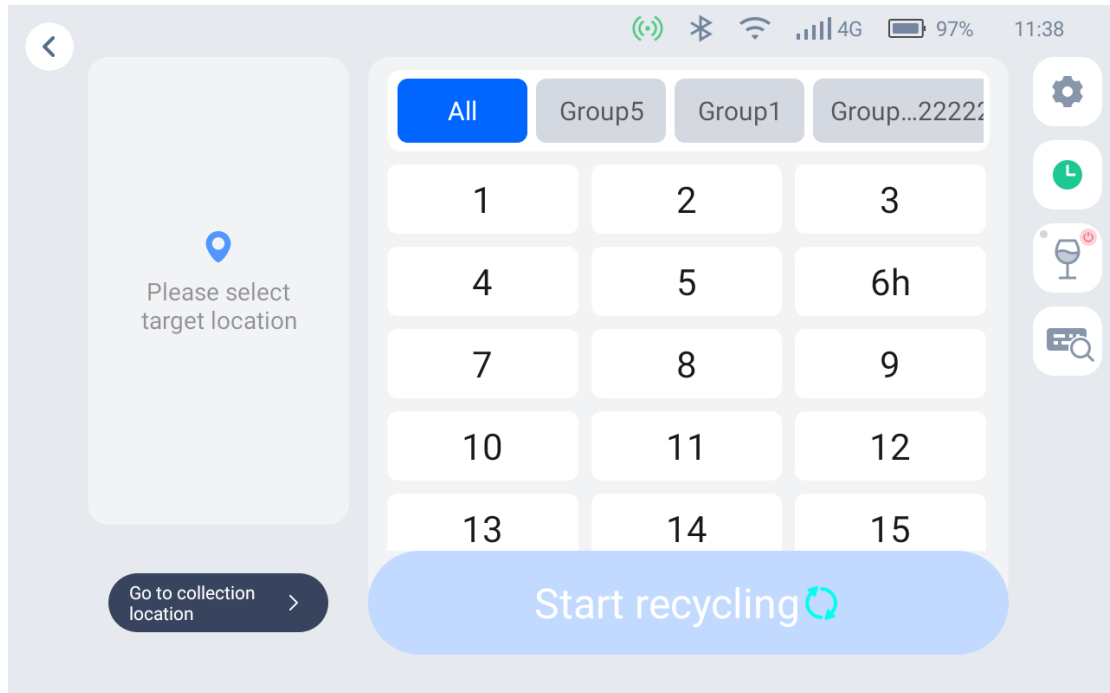 4G 97% 11:38
All Group5 Group1 Group...22222
1 2 3
4 5 6h
7 8 9
10 11 12
13 14 15
Please select
target location
Go to collection
location
Start recycling